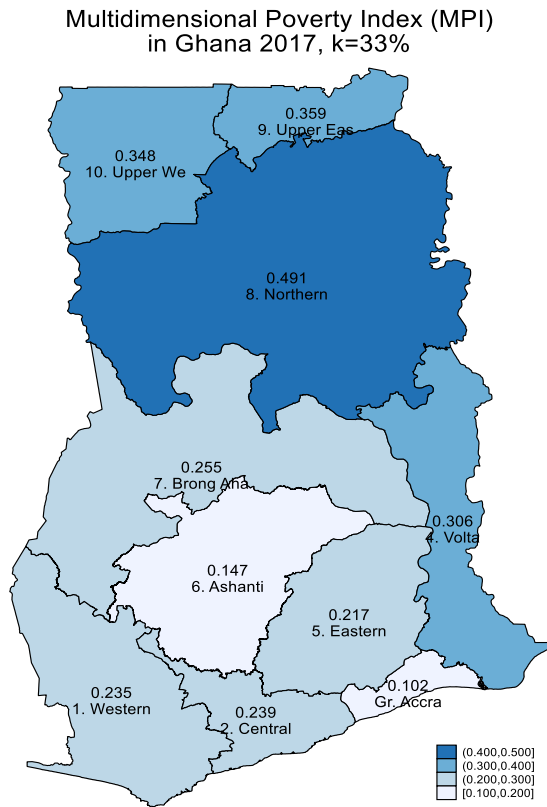 Multidimensional Poverty Index (MPI)
in Ghana 2017, k=33%
0.359
9. Upper Eas
0.348
10. Upper We
0.491
8. Northern
0.255
7. Brong Aha
0.306
4. Volta
0.147
6. Ashanti
0.217
5. Eastern
0.235
1. Western
0.239
2. Central
0.102
Gr. Accra
(0.400,0.500]
(0.300,0.400]
(0.200,0.300]
[0.100,0.200]